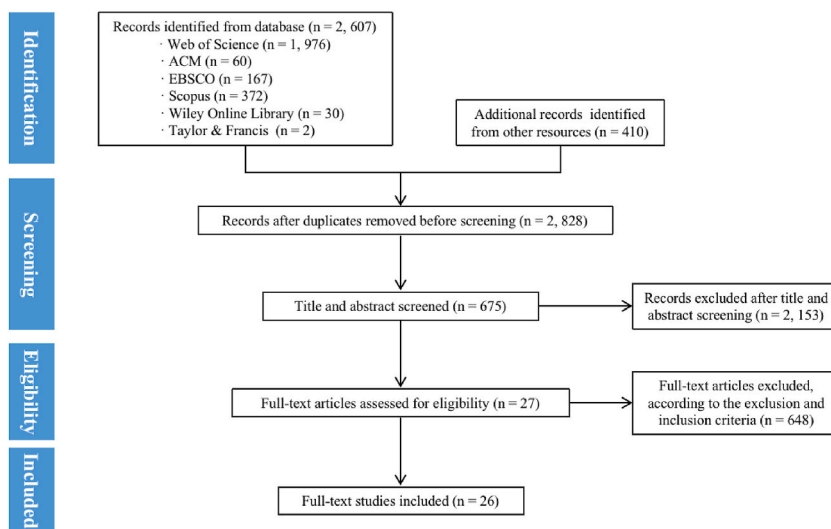 Identification
Records identified from database (n = 2, 607)
· Web of Science (n = 1, 976)
· ACM (n = 60)
· EBSCO (n = 167)
· Scopus (n = 372)
· Wiley Online Library (n = 30)
· Taylor & Francis (n = 2)
Additional records identified
from other resources (n = 410)
Screening
Records after duplicates removed before screening (n = 2, 828)
Title and abstract screened (n = 675)
Records excluded after title and
abstract screening (n = 2, 153)
Eligibility
Full-text articles assessed for eligibility (n = 27)
Full-text articles excluded,
according to the exclusion and
inclusion criteria (n = 648)
Included
Full-text studies included (n = 26)